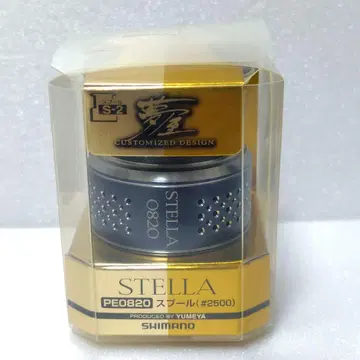 S-2
夢屋
CUSTOMIZED DESIGN
STELLA
0820
STELLA
PE0820 スプール(#2500)
PRODUCED BY YUMEYA
SHIMANO